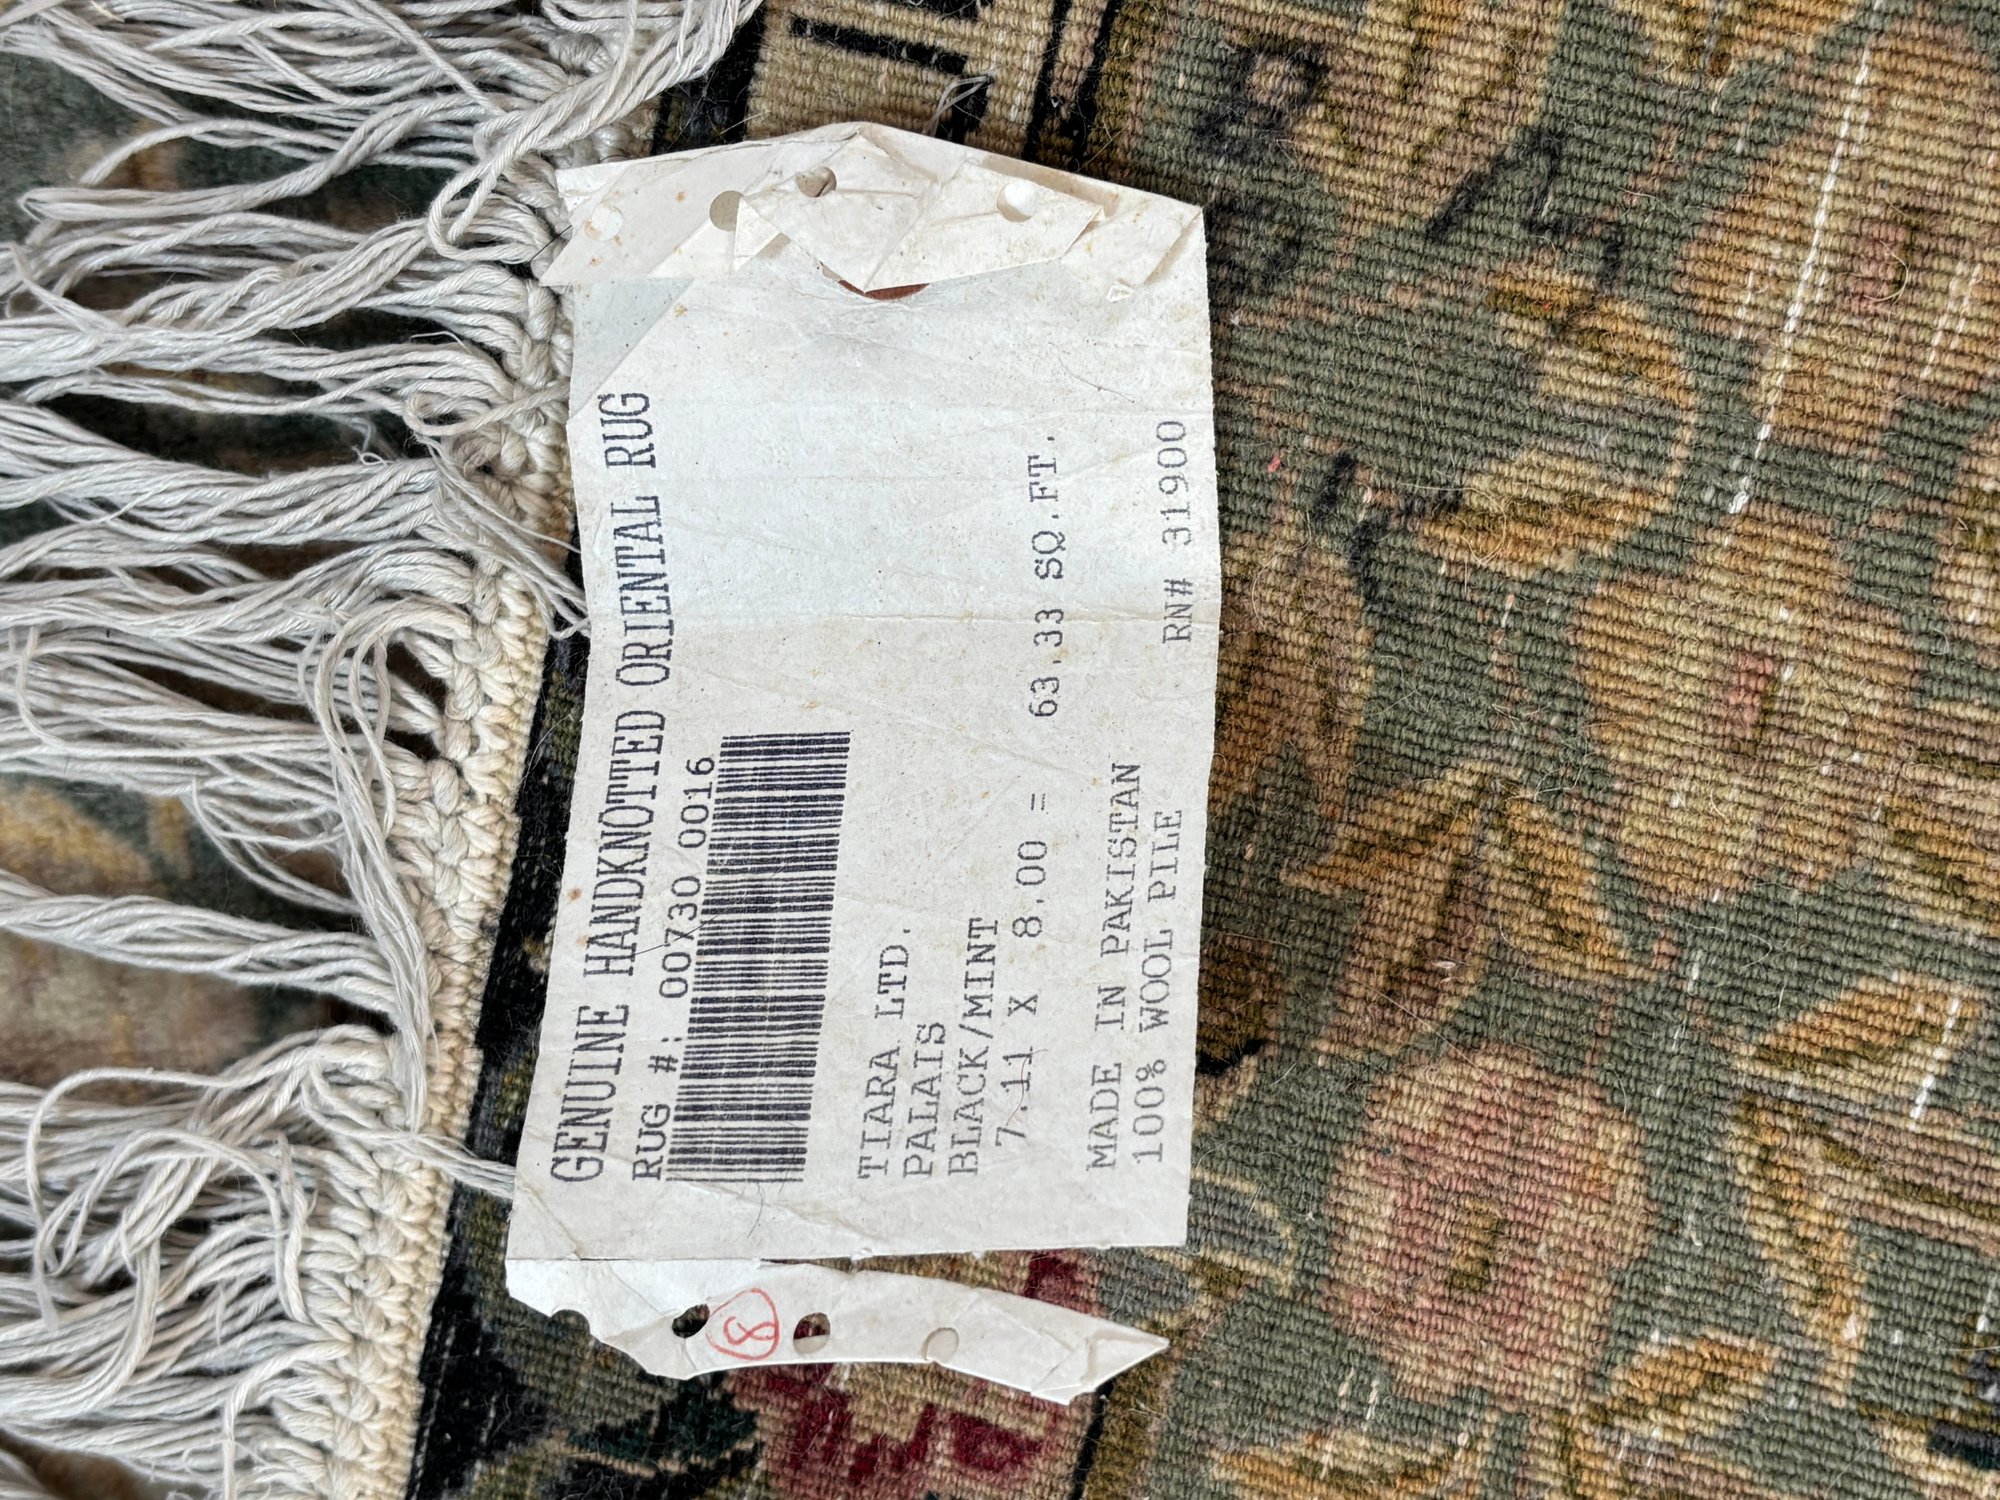 GENUINE HANDKNOTTED ORIENTAL RUG
RUG #: 00730 0016
TIARA LTD.
PALAIS
BLACK/MINT
7.11 X 8.00 = 63.33 SQ.FT.
MADE IN PAKISTAN
100% WOOL PILE RN# 31900
8